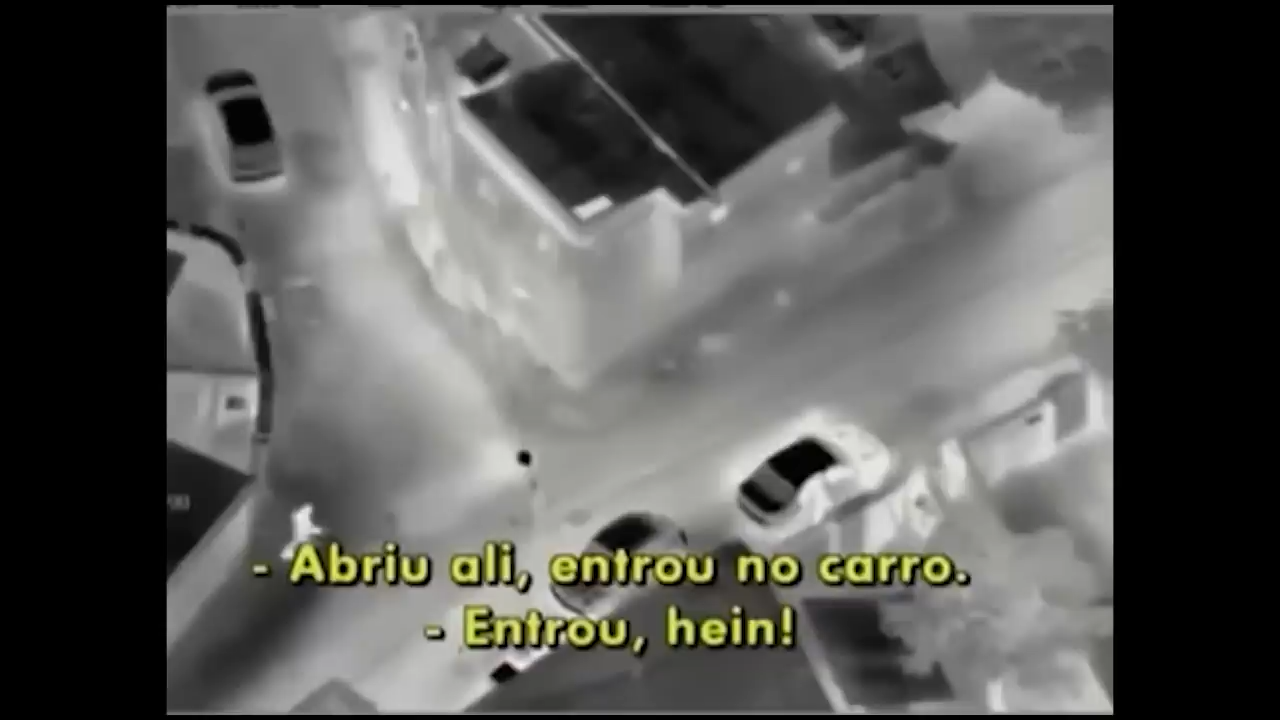 - Abriu ali, entrou no carro.
- Entrou, hein!